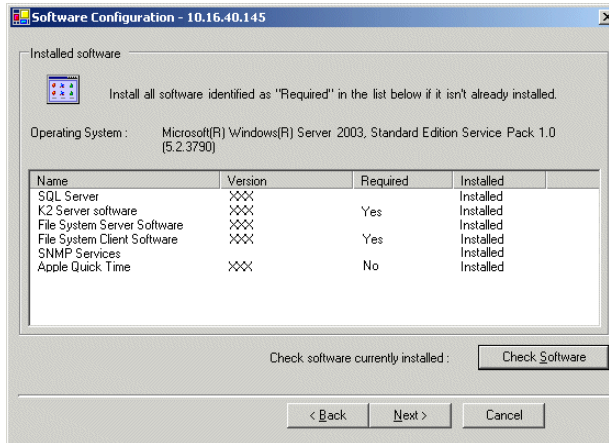 Software Configuration - 10.16.40.145
Installed software
Install all software identified as "Required" in the list below if it isn't already installed.
Operating System : Microsoft(R) Windows(R) Server 2003, Standard Edition Service Pack 1.0
(5.2.3790)
Name Version Required Installed
SQL Server XXX Installed
K2 Server software XXX Yes Installed
File System Server Software XXX Installed
File System Client Software XXX Yes Installed
SNMP Services Installed
Apple Quick Time XXX No Installed
Check software currently installed : Check Software
< Back Next > Cancel